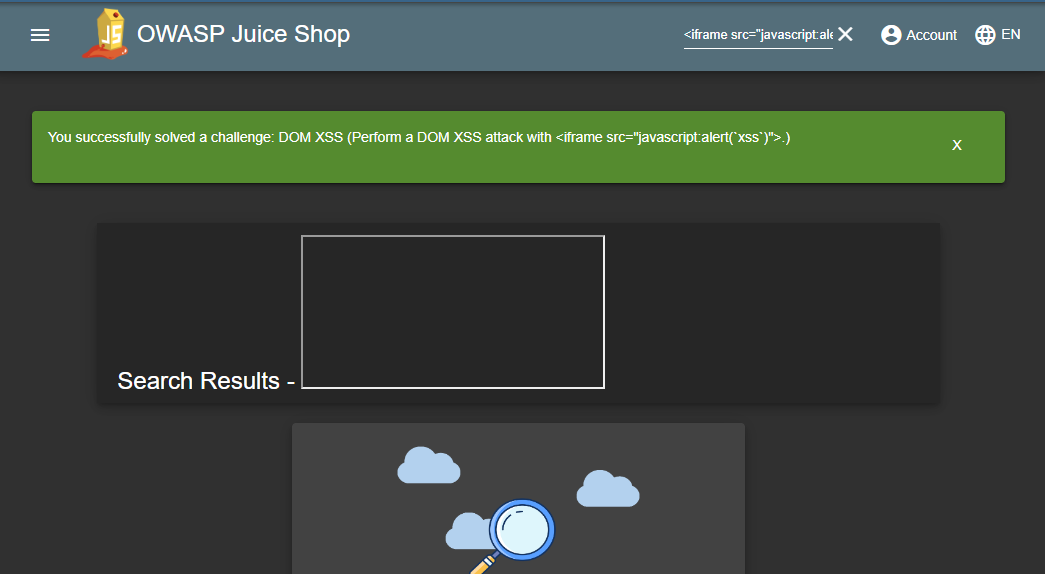 OWASP Juice Shop
<iframe src="javascript:ale
Account
EN
You successfully solved a challenge: DOM XSS (Perform a DOM XSS attack with <iframe src="javascript:alert(`xss`)">.)
X
Search Results -